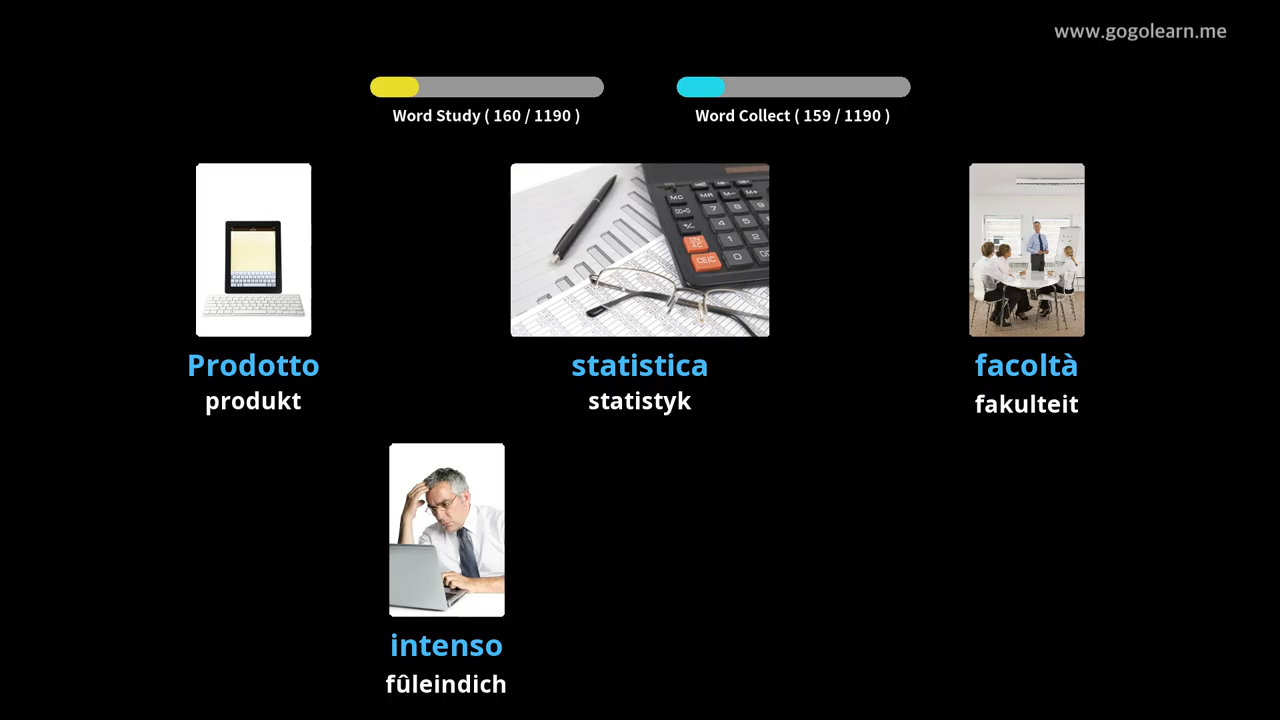 www.gogolearn.me
Word Study ( 160 / 1190 )
Word Collect ( 159 / 1190 )
Prodotto
produkt
statistica
statistyk
facoltà
fakulteit
intenso
fûleindich